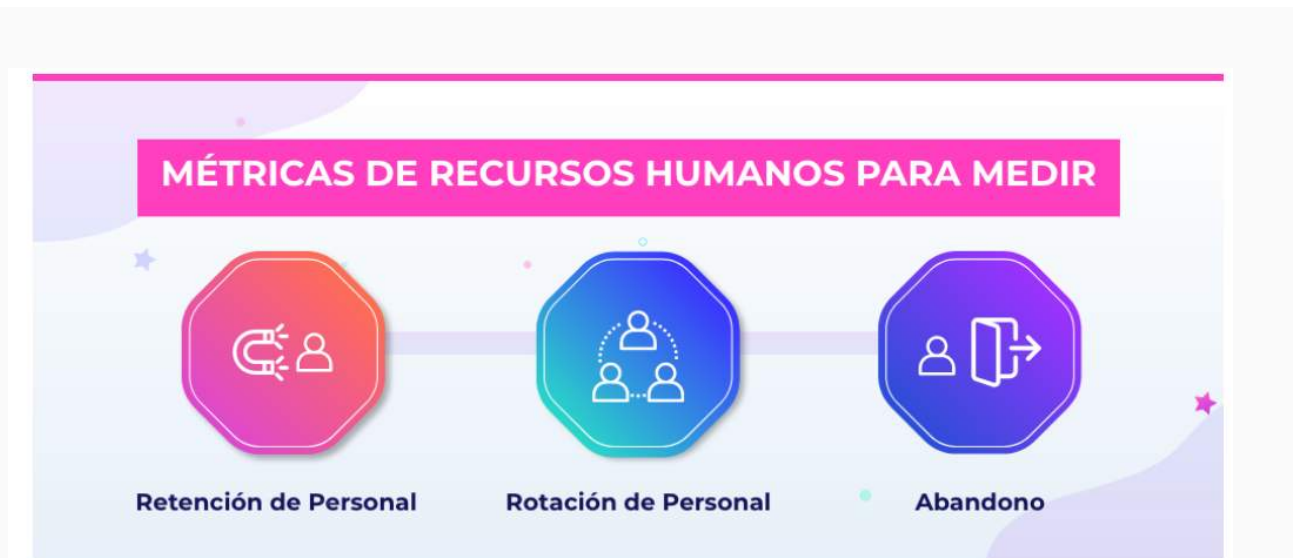 MÉTRICAS DE RECURSOS HUMANOS PARA MEDIR
Retención de Personal
Rotación de Personal
Abandono